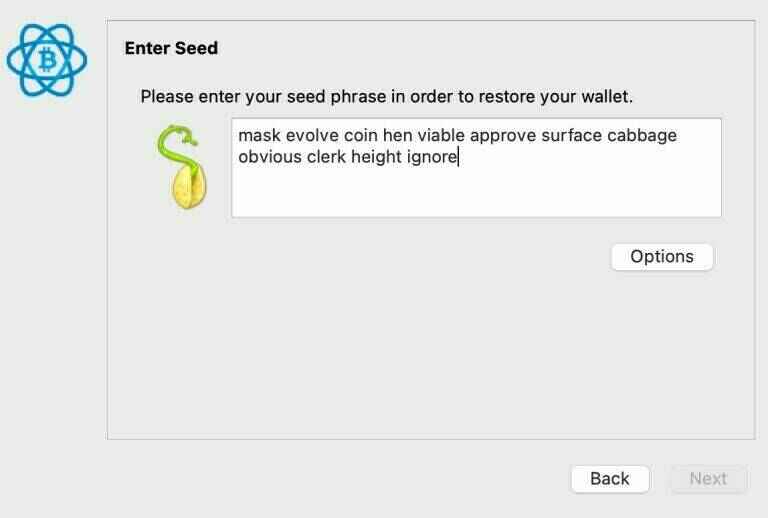 Enter Seed
Please enter your seed phrase in order to restore your wallet.
mask evolve coin hen viable approve surface cabbage
obvious clerk height ignore
Options
Back
Next